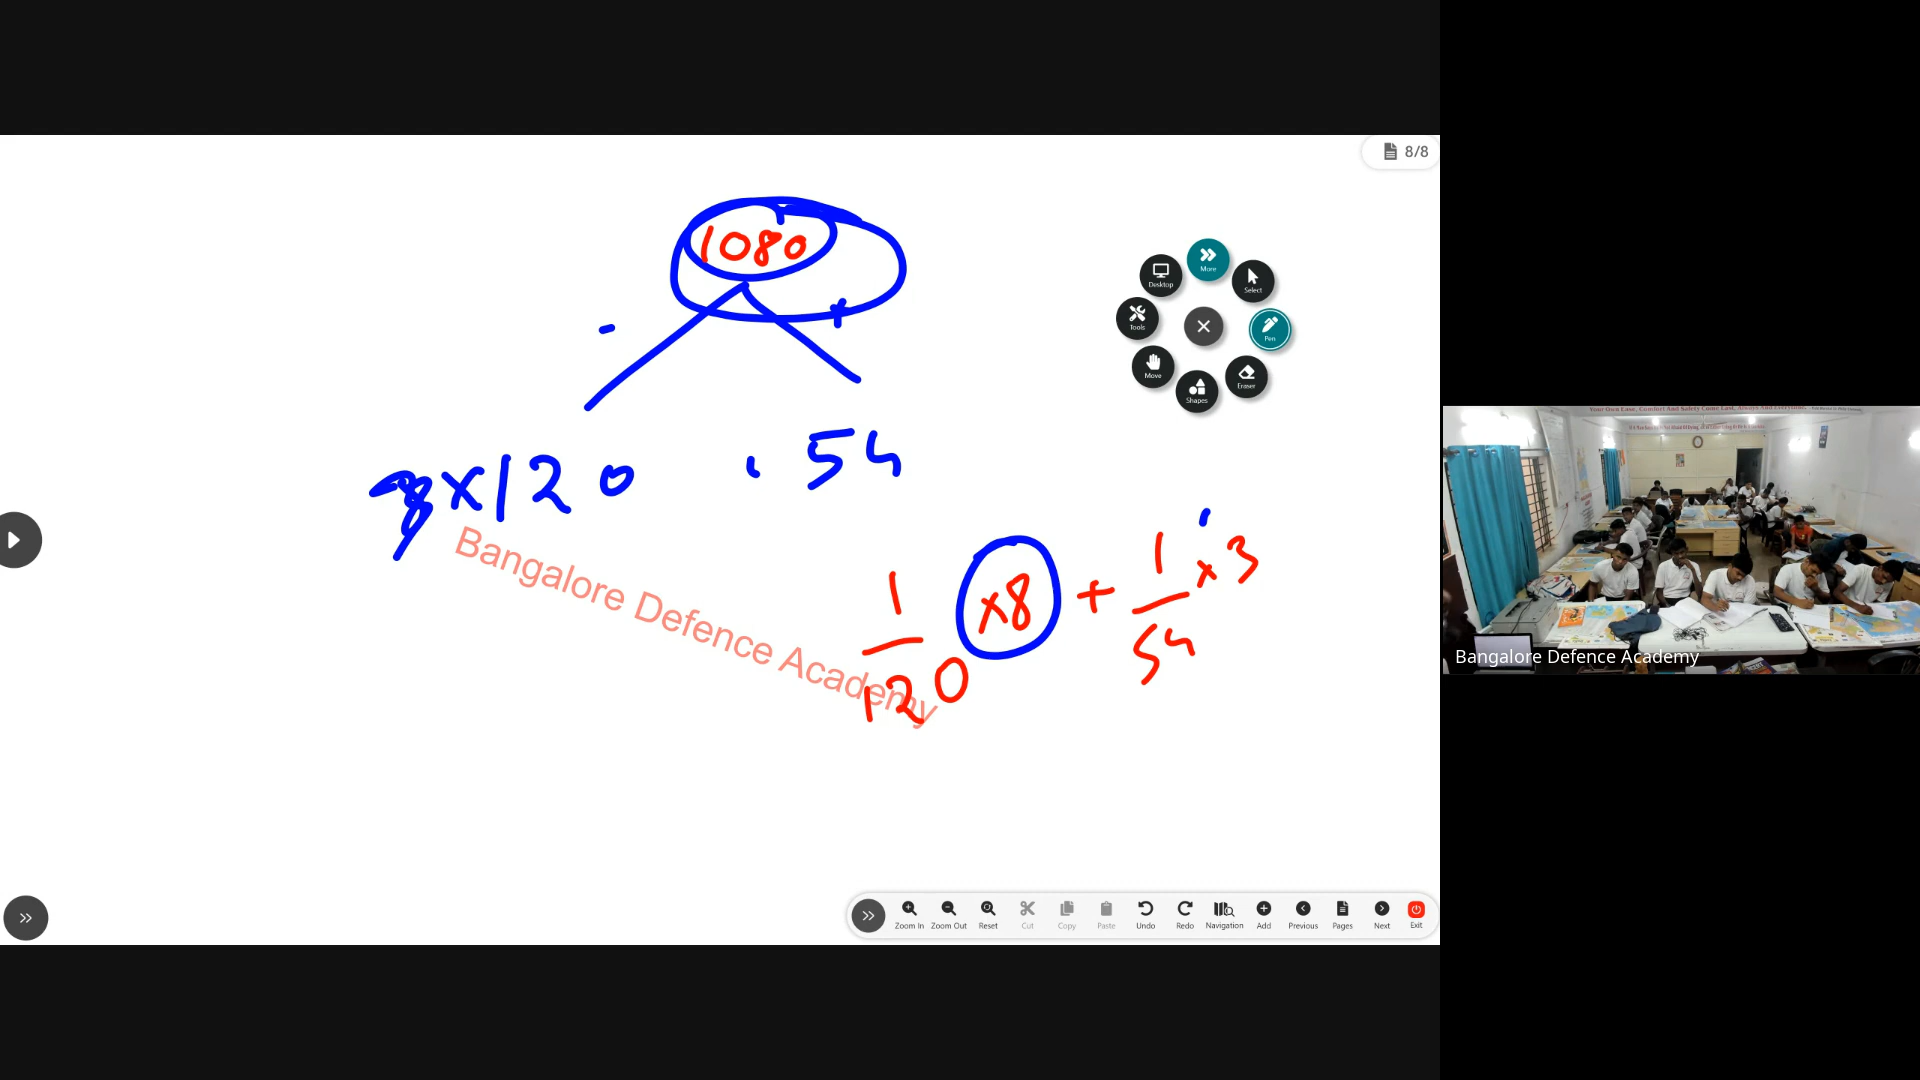 8/8
1080
Desktop
More
Select
Tools
Pen
Move
Eraser
Shapes
8x120 54
1/120 x8 + 1/54 x3
Bangalore Defence Academy
Bangalore Defence Academy
Zoom In Zoom Out Reset Cut Copy Paste Undo Redo Navigation Add Previous Pages Next Exit